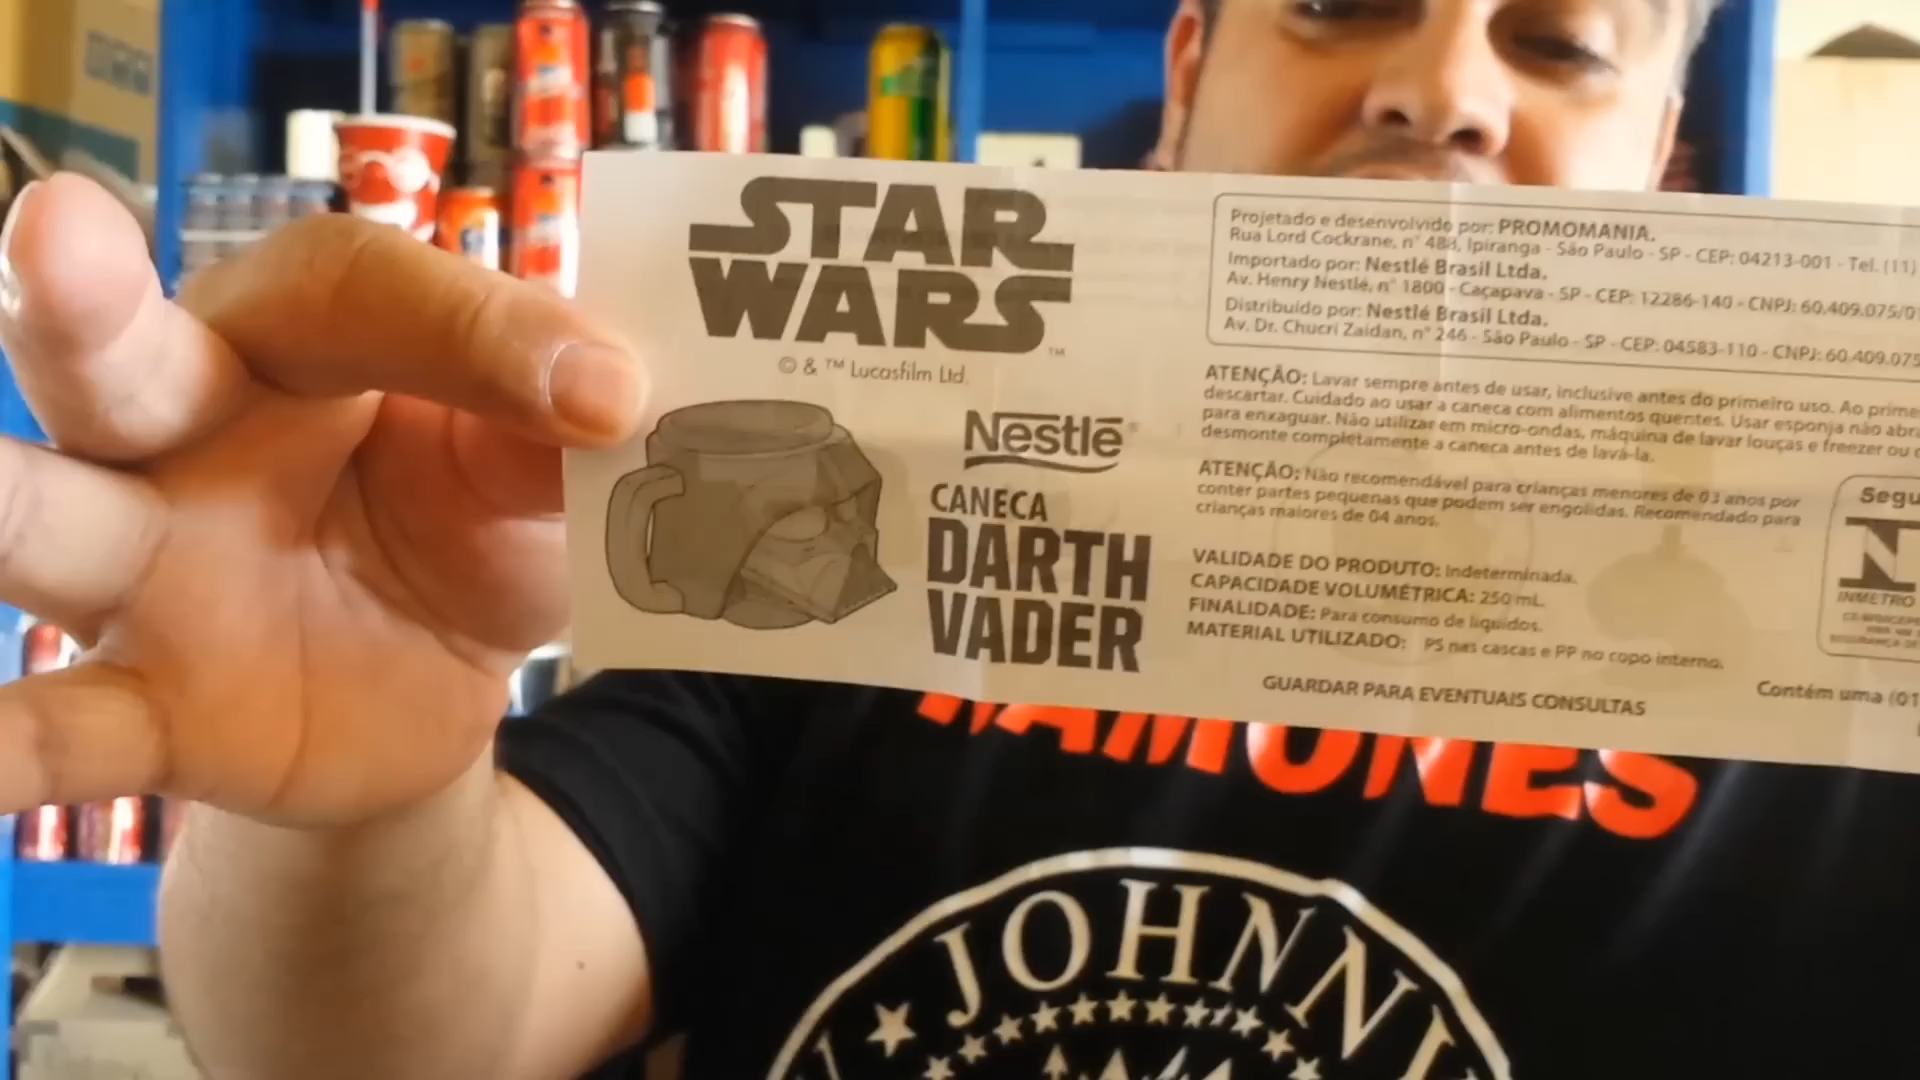 STAR
WARS
TM
© & ™ Lucasfilm Ltd.
Nestlé
CANECA
DARTH
VADER
Projetado e desenvolvido por: PROMOMANIA.
Rua Lord Cockrane, n° Ipiranga - São Paulo - SP - CEP: 04213-001 - Tel. (11)
Importado por: Nestlé Brasil Ltda.
Av. Henry Nestlé, n° 1800 - Caçapava - SP - CEP: 12286-140 - CNPJ: 60.409.075/0
Distribuído por: Nestlé Brasil Ltda.
Av. Dr. Chucri Zaidan, n° 246 - São Paulo - SP - CEP: 04583-110 - CNPJ: 60.409.075
ATENÇÃO: Lavar sempre antes de usar, inclusive antes do primeiro uso. Ao prime
descartar. Cuidado ao usar a caneca com alimentos quentes. Usar esponja não abra
para enxaguar. Não utilizar em micro-ondas, máquina de lavar louças e freezer ou
desmonte completamente a caneca antes de lavá-la.
ATENÇÃO: Não recomendável para crianças menores de 03 anos por
conter partes pequenas que podem ser engolidas. Recomendado para
crianças maiores de 04 anos.
VALIDADE DO PRODUTO: Indeterminada.
CAPACIDADE VOLUMÉTRICA: 250 mL.
FINALIDADE: Para consumo de líquidos.
MATERIAL UTILIZADO: PS nas cascas e PP no copo interno.
GUARDAR PARA EVENTUAIS CONSULTAS
Segu
INMETRO
Contém uma (01
RAMONES
JOHNNY